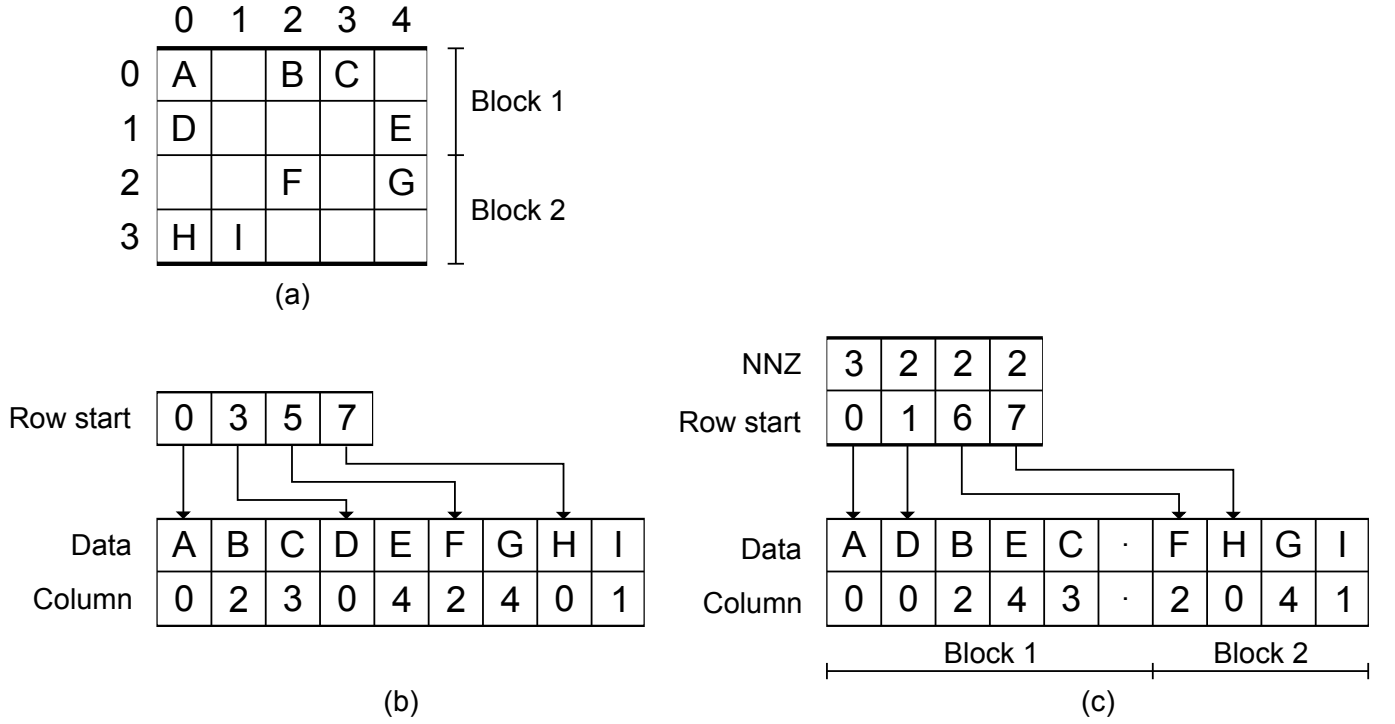 0 1 2 3 4
0 A B C
Block 1
1 D E
2 F G
Block 2
3 H I
(a)
Row start 0 3 5 7
Data A B C D E F G H I
Column 0 2 3 0 4 2 4 0 1
(b)
NNZ 3 2 2 2
Row start 0 1 6 7
Data A D B E C · F H G I
Column 0 0 2 4 3 · 2 0 4 1
Block 1 Block 2
(c)